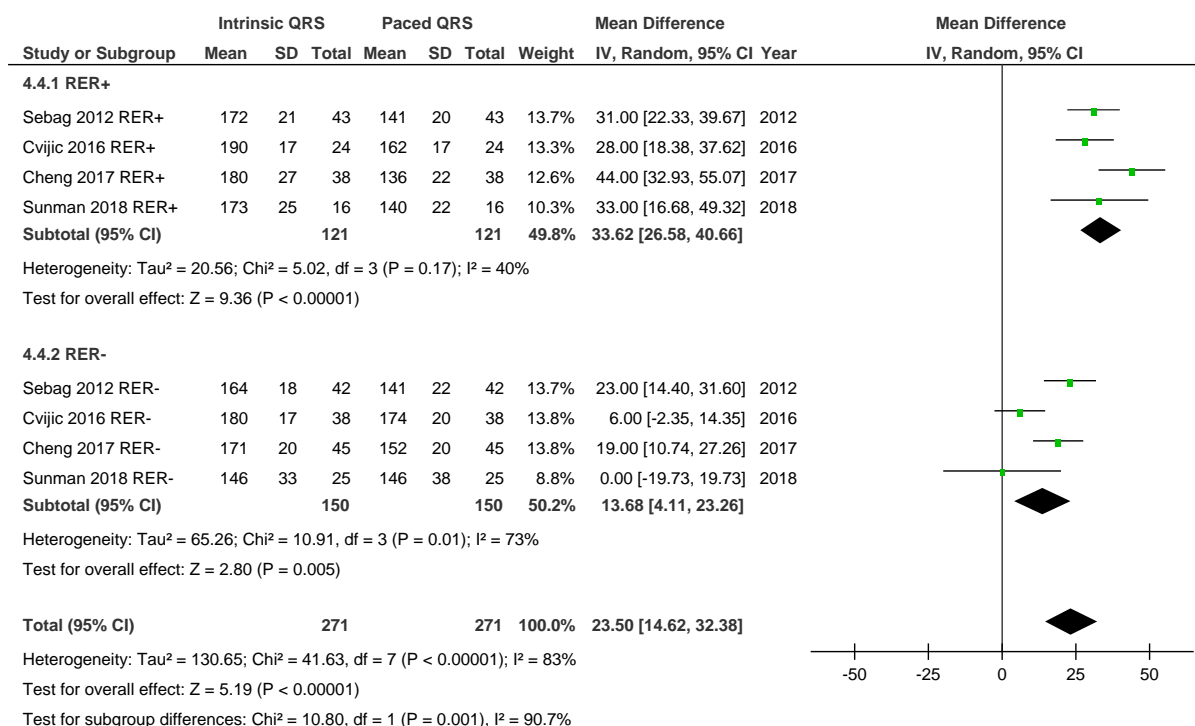 Intrinsic QRS Paced QRS Mean Difference Mean Difference
Study or Subgroup Mean SD Total Mean SD Total Weight IV, Random, 95% CI Year IV, Random, 95% CI
4.4.1 RER+
Sebag 2012 RER+ 172 21 43 141 20 43 13.7% 31.00 [22.33, 39.67] 2012
Cvijic 2016 RER+ 190 17 24 162 17 24 13.3% 28.00 [18.38, 37.62] 2016
Cheng 2017 RER+ 180 27 38 136 22 38 12.6% 44.00 [32.93, 55.07] 2017
Sunman 2018 RER+ 173 25 16 140 22 16 10.3% 33.00 [16.68, 49.32] 2018
Subtotal (95% CI) 121 121 49.8% 33.62 [26.58, 40.66]
Heterogeneity: Tau² = 20.56; Chi² = 5.02, df = 3 (P = 0.17); I² = 40%
Test for overall effect: Z = 9.36 (P < 0.00001)
4.4.2 RER-
Sebag 2012 RER- 164 18 42 141 22 42 13.7% 23.00 [14.40, 31.60] 2012
Cvijic 2016 RER- 180 17 38 174 20 38 13.8% 6.00 [-2.35, 14.35] 2016
Cheng 2017 RER- 171 20 45 152 20 45 13.8% 19.00 [10.74, 27.26] 2017
Sunman 2018 RER- 146 33 25 146 38 25 8.8% 0.00 [-19.73, 19.73] 2018
Subtotal (95% CI) 150 150 50.2% 13.68 [4.11, 23.26]
Heterogeneity: Tau² = 65.26; Chi² = 10.91, df = 3 (P = 0.01); I² = 73%
Test for overall effect: Z = 2.80 (P = 0.005)
Total (95% CI) 271 271 100.0% 23.50 [14.62, 32.38]
Heterogeneity: Tau² = 130.65; Chi² = 41.63, df = 7 (P < 0.00001); I² = 83%
Test for overall effect: Z = 5.19 (P < 0.00001)
Test for subgroup differences: Chi² = 10.80, df = 1 (P = 0.001), I² = 90.7%
-50 -25 0 25 50